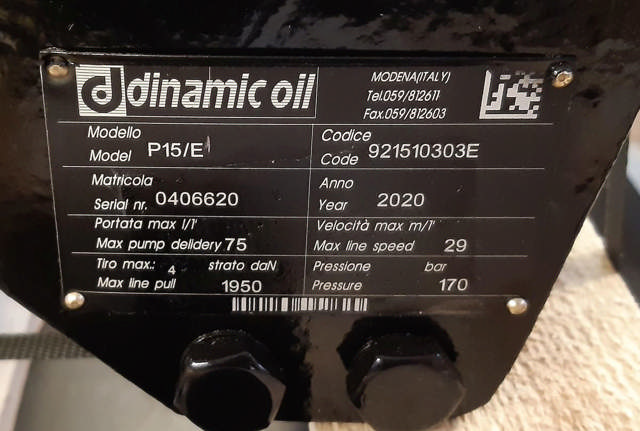 d dinamic oil
MODENA(ITALY)
Tel.059/812611
Fax.059/812603
Modello
Model P15/E
Codice
Code 921510303E
Matricola
Serial nr. 0406620
Anno
Year 2020
Portata max l/1'
Max pump delidery 75
Velocità max m/1'
Max line speed 29
Tiro max.: 4 strato daN
Max line pull 1950
Pressione bar
Pressure 170